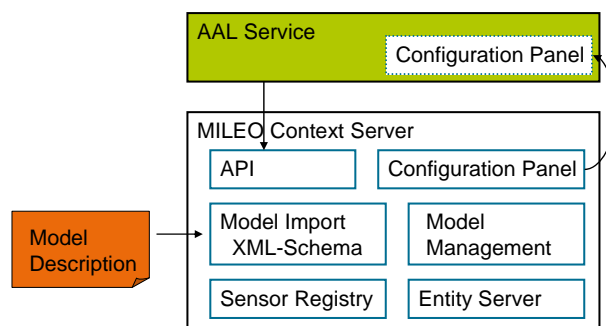 AAL Service
Configuration Panel
MILEO Context Server
API
Configuration Panel
Model Import
XML-Schema
Model
Management
Model
Description
Sensor Registry
Entity Server